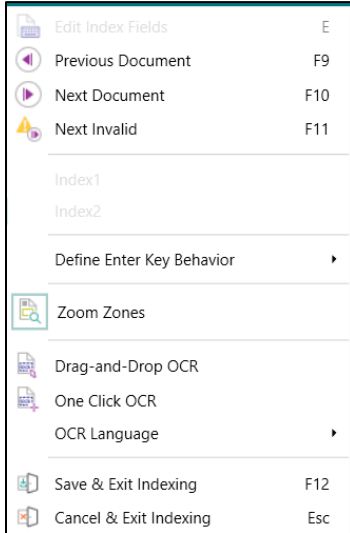 Edit Index Fields E
Previous Document F9
Next Document F10
Next Invalid F11
Index1
Index2
Define Enter Key Behavior
Zoom Zones
Drag-and-Drop OCR
One Click OCR
OCR Language
Save & Exit Indexing F12
Cancel & Exit Indexing Esc